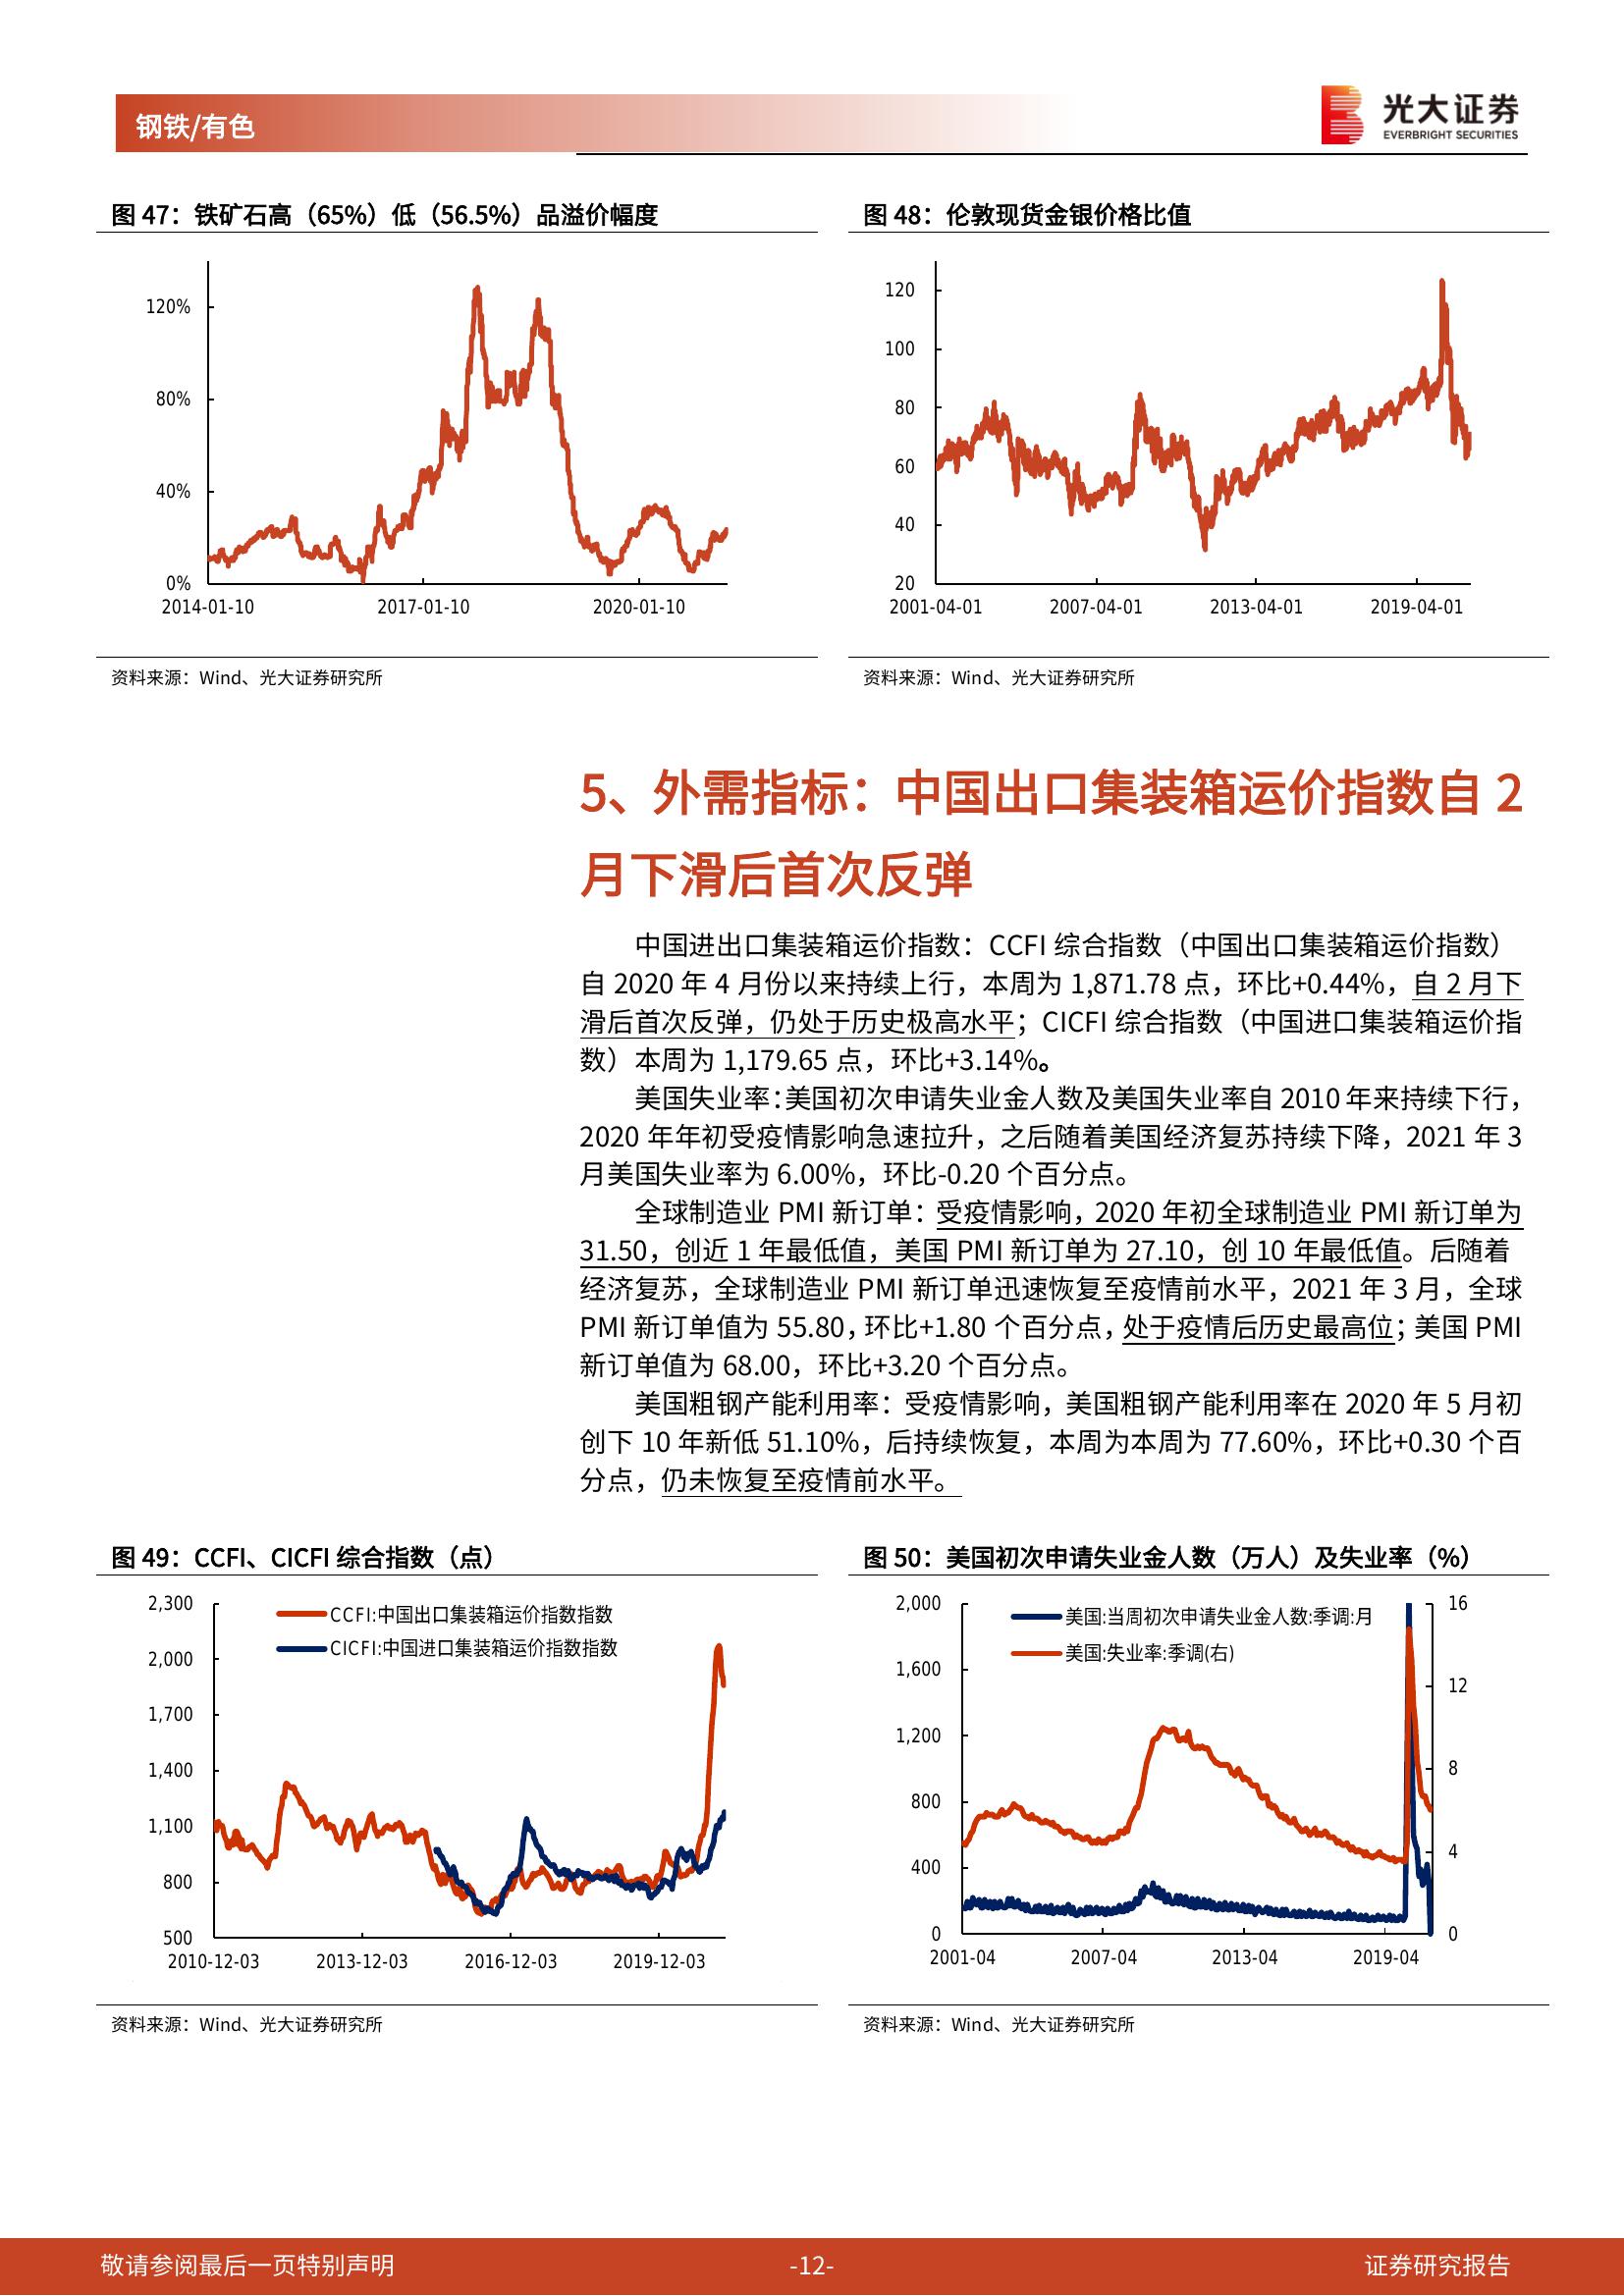 钢铁/有色
光大证券
EVERBRIGHT SECURITIES
图 47：铁矿石高（65%）低（56.5%）品溢价幅度
120%
80%
40%
0%
2014-01-10 2017-01-10 2020-01-10
资料来源：Wind、光大证券研究所
图 48：伦敦现货金银价格比值
120
100
80
60
40
20
2001-04-01 2007-04-01 2013-04-01 2019-04-01
资料来源：Wind、光大证券研究所
5、外需指标：中国出口集装箱运价指数自 2
月下滑后首次反弹
中国进出口集装箱运价指数：CCFI 综合指数（中国出口集装箱运价指数）
自 2020 年 4 月份以来持续上行，本周为 1,871.78 点，环比+0.44%，自 2 月下
滑后首次反弹，仍处于历史极高水平；CICFI 综合指数（中国进口集装箱运价指
数）本周为 1,179.65 点，环比+3.14%。
美国失业率：美国初次申请失业金人数及美国失业率自 2010 年来持续下行，
2020 年年初受疫情影响急速拉升，之后随着美国经济复苏持续下降，2021 年 3
月美国失业率为 6.00%，环比-0.20 个百分点。
全球制造业 PMI 新订单：受疫情影响，2020 年初全球制造业 PMI 新订单为
31.50，创近 1 年最低值，美国 PMI 新订单为 27.10，创 10 年最低值。后随着
经济复苏，全球制造业 PMI 新订单迅速恢复至疫情前水平，2021 年 3 月，全球
PMI 新订单值为 55.80，环比+1.80 个百分点，处于疫情后历史最高位；美国 PMI
新订单值为 68.00，环比+3.20 个百分点。
美国粗钢产能利用率：受疫情影响，美国粗钢产能利用率在 2020 年 5 月初
创下 10 年新低 51.10%，后持续恢复，本周为本周为 77.60%，环比+0.30 个百
分点，仍未恢复至疫情前水平。
图 49：CCFI、CICFI 综合指数（点）
2,300
2,000
1,700
1,400
1,100
800
500
CCFI:中国出口集装箱运价指数指数
CICFI:中国进口集装箱运价指数指数
2010-12-03 2013-12-03 2016-12-03 2019-12-03
资料来源：Wind、光大证券研究所
图 50：美国初次申请失业金人数（万人）及失业率（%）
2,000
1,600
1,200
800
400
0
美国:当周初次申请失业金人数:季调:月
美国:失业率:季调(右)
16
12
8
4
0
2001-04 2007-04 2013-04 2019-04
资料来源：Wind、光大证券研究所
敬请参阅最后一页特别声明
-12-
证券研究报告